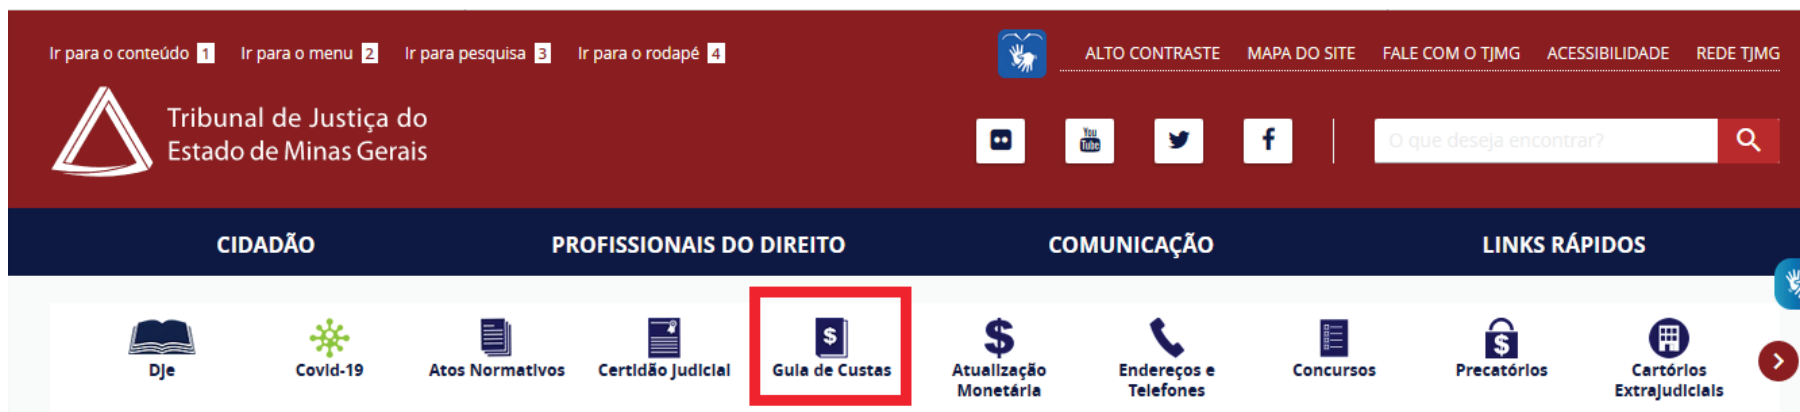 Ir para o conteúdo 1 Ir para o menu 2 Ir para pesquisa 3 Ir para o rodapé 4
ALTO CONTRASTE MAPA DO SITE FALE COM O TJMG ACESSIBILIDADE REDE TJMG
Tribunal de Justiça do
Estado de Minas Gerais
You
Tube
O que deseja encontrar?
CIDADÃO PROFISSIONAIS DO DIREITO COMUNICAÇÃO LINKS RÁPIDOS
DJe
Covid-19
Atos Normativos
Certidão Judicial
$
Guia de Custas
$
Atualização
Monetária
Endereços e
Telefones
Concursos
$
Precatórios
Cartórios
Extrajudiciais